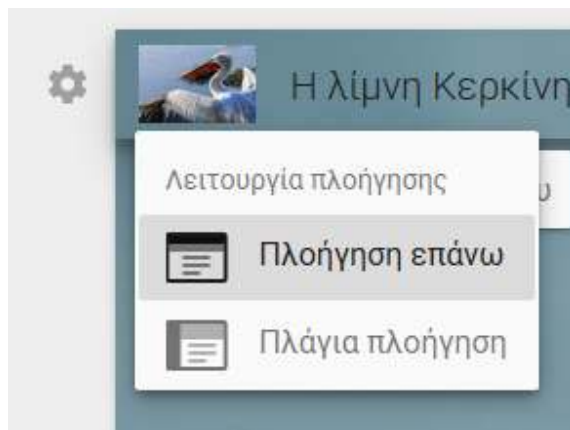 Η λίμνη Κερκίνη
Λειτουργία πλοήγησης
υ
Πλοήγηση επάνω
Πλάγια πλοήγηση